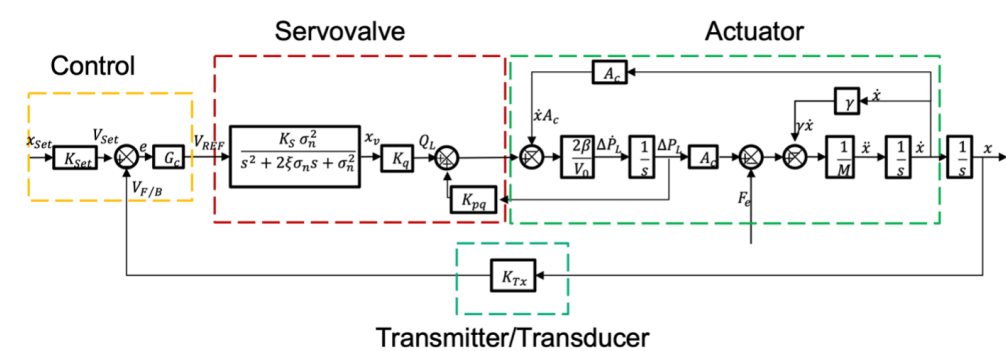 Servovalve
Actuator
Control
A_c
ẋA_c
γ
ẋ
γẋ
x_Set
K_Set
V_Set
e
G_c
V_REF
K_S σ_n^2
s^2 + 2ξσ_n s + σ_n^2
x_v
K_q
Q_L
2β
V_0
ΔṖ_L
1
s
ΔP_L
A_c
1
M
ẍ
1
s
ẋ
1
s
x
V_F/B
K_pq
F_e
K_Tx
Transmitter/Transducer